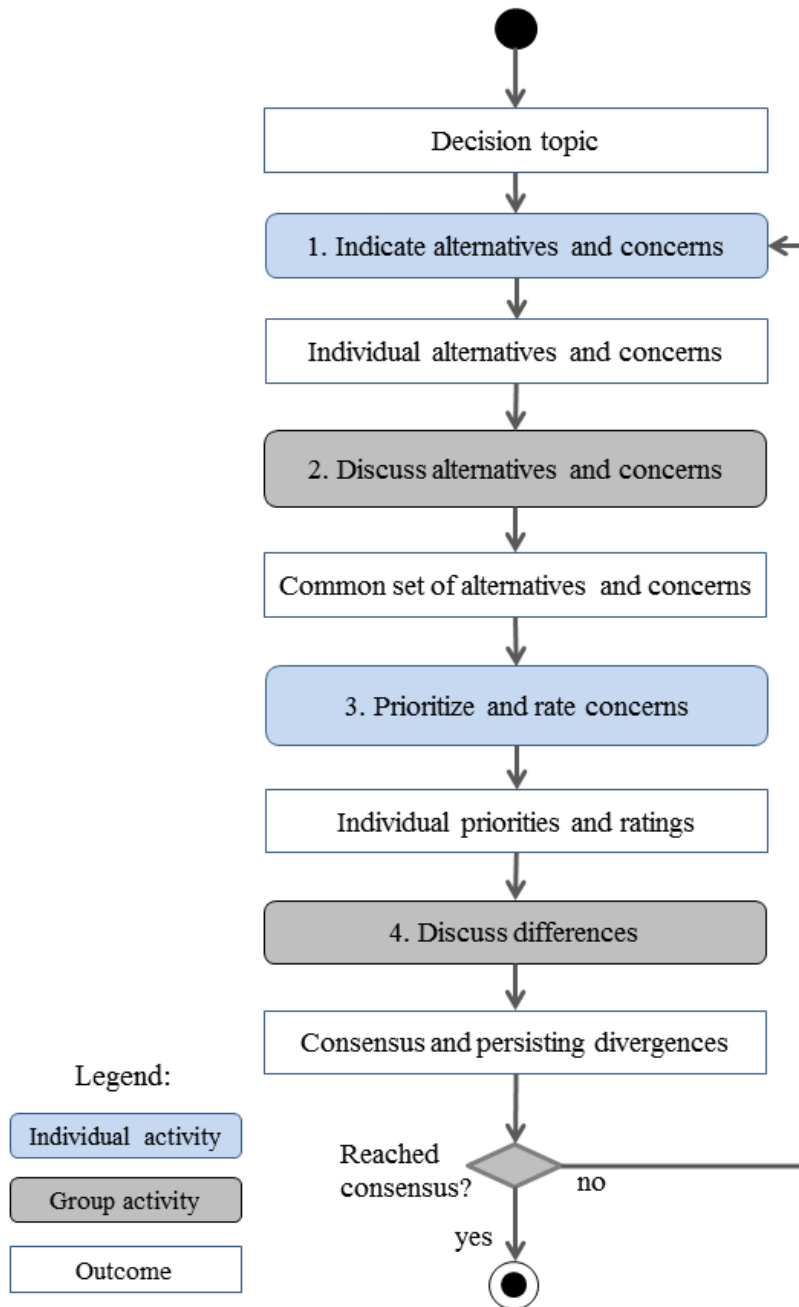 Decision topic
1. Indicate alternatives and concerns
Individual alternatives and concerns
2. Discuss alternatives and concerns
Common set of alternatives and concerns
3. Prioritize and rate concerns
Individual priorities and ratings
4. Discuss differences
Consensus and persisting divergences
Legend:
Individual activity
Group activity
Outcome
Reached
consensus?
no
yes